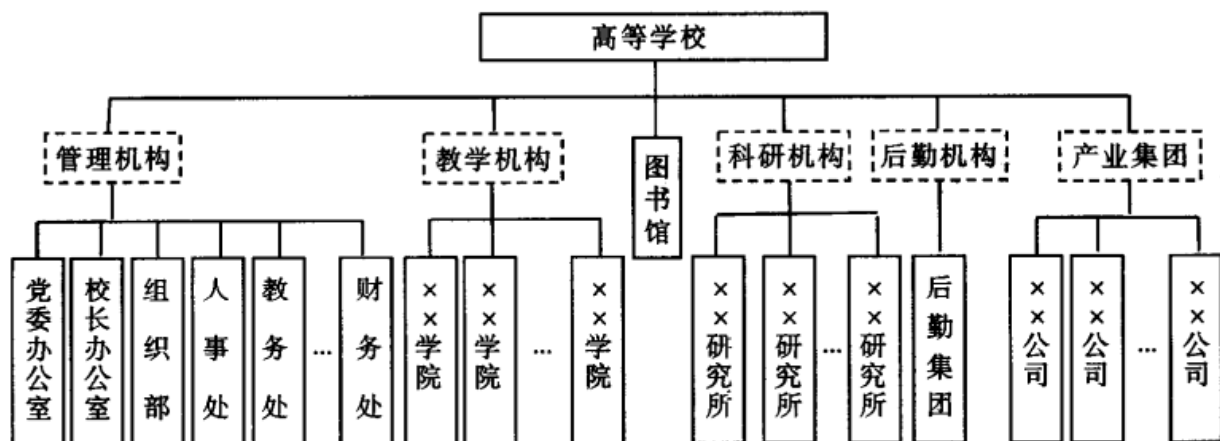 高等学校
管理机构
教学机构
图书馆
科研机构
后勤机构
产业集团
党委办公室
校长办公室
组织部
人事处
教务处
...
财务处
××学院
××学院
...
××学院
××研究所
××研究所
...
××研究所
后勤集团
××公司
××公司
...
××公司